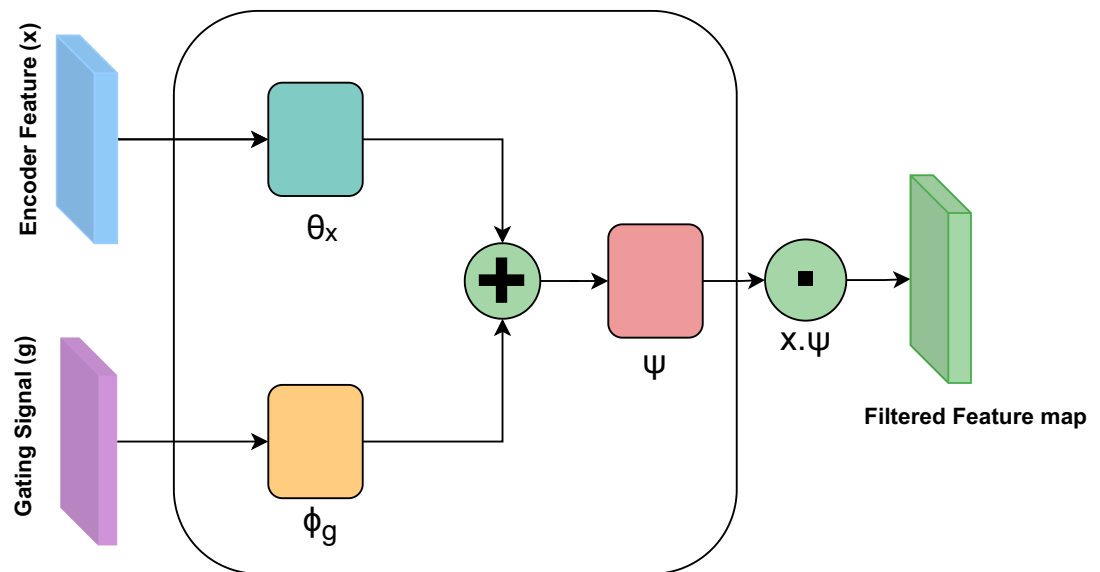 Encoder Feature (x)
θx
x.ψ
ψ
Filtered Feature map
Gating Signal (g)
ϕg